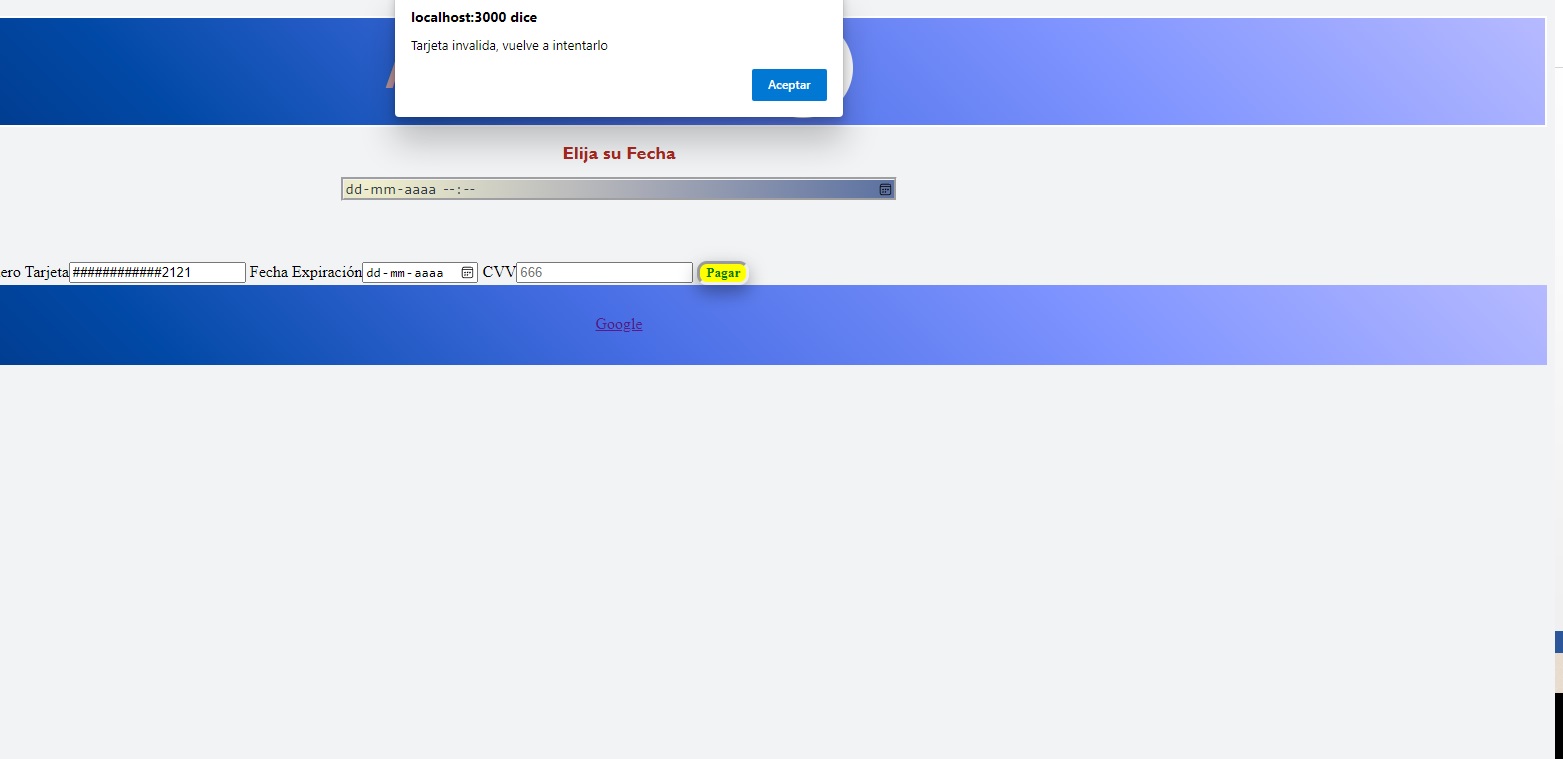 localhost:3000 dice
Tarjeta invalida, vuelve a intentarlo
Aceptar
Elija su Fecha
dd-mm-aaaa --:--
ero Tarjeta ############2121 Fecha Expiración dd-mm-aaaa CVV 666 Pagar
Google